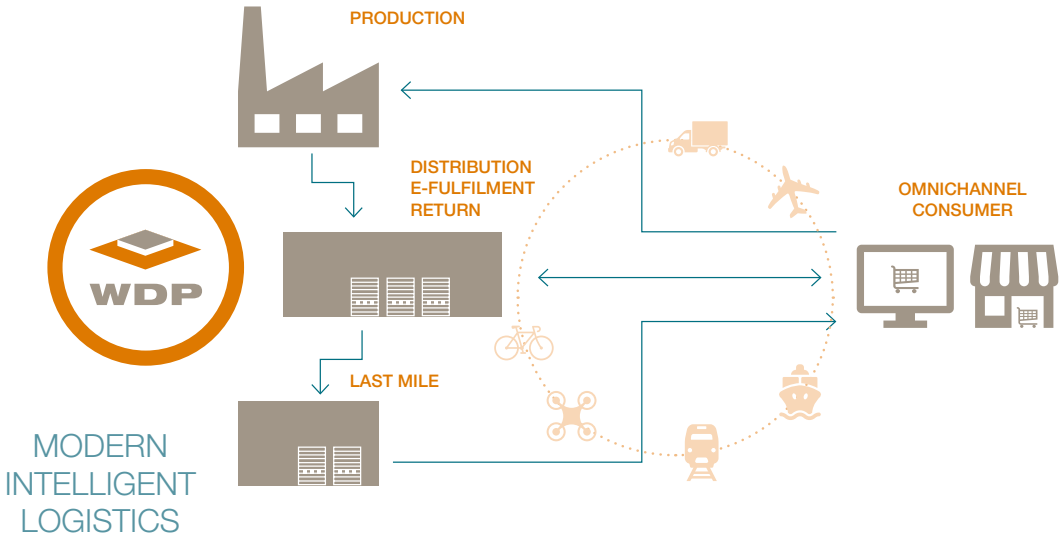 PRODUCTION
DISTRIBUTION
E-FULFILMENT
RETURN
OMNICHANNEL
CONSUMER
WDP
LAST MILE
MODERN
INTELLIGENT
LOGISTICS